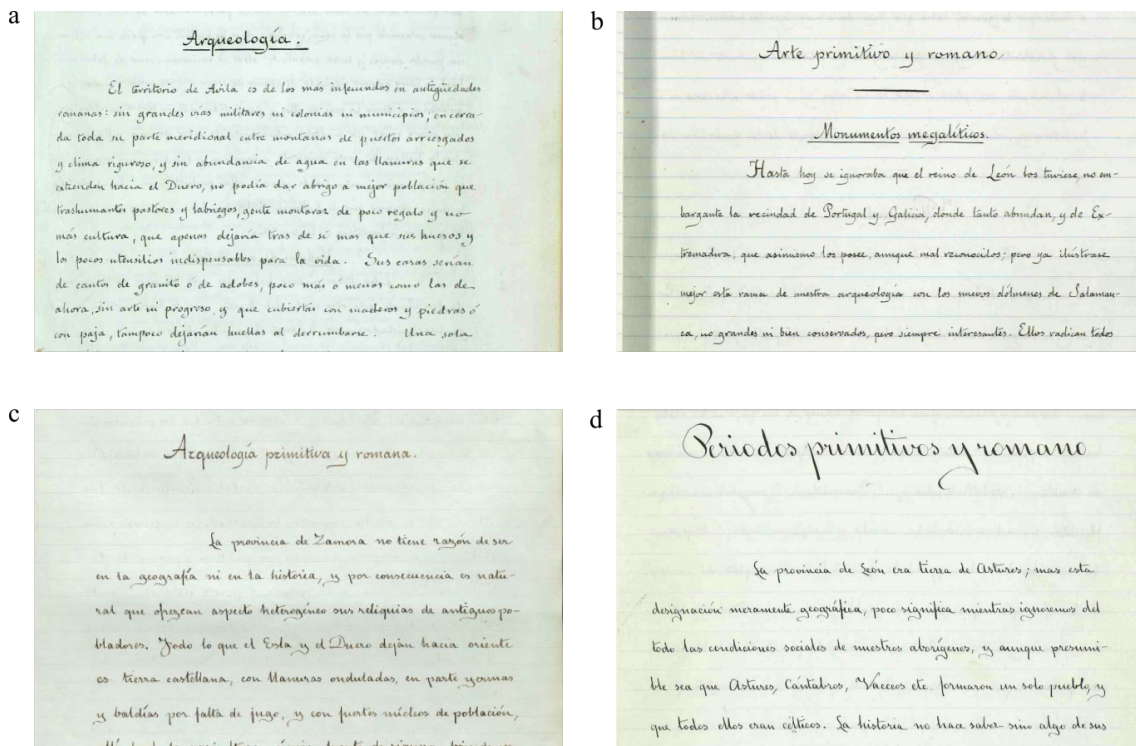 a
Arqueología.
El territorio de Avila es de los mas infecundos en antigüedades
romanas: sin grandes vias militares ni colonias ni municipios; encerra-
da toda su parte meridional entre montañas de puertos arriesgados
y clima riguroso, y sin abundancia de agua en las llanuras que se
extienden hacia el Duero, no podía dar abrigo á mejor población que
trashumantes pastores y labriegos, gente montaraz de poco regalo y no
más cultura, que apenas dejaría tras de sí mas que sus huesos y
los pocos utensilios indispensables para la vida. Sus casas serían
de cantos de granito ó de adobes, poco más ó menos como las de
ahora, sin arte ni progreso, y que cubiertas con maderos y piedras ó
con paja, tampoco dejarían huellas al derrumbarse. Una sola
b
Arte primitivo y romano.
Monumentos megalíticos.
Hasta hoy se ignoraba que el reino de León los tuviese, no em-
bargante la vecindad de Portugal y Galicia, donde tanto abundan, y de Ex-
tremadura, que asimismo los posee, aunque mal reconocilos; pero ya ilústrase
mejor esta rama de nuestra arqueología con los nuevos dólmenes de Salaman-
ca, no grandes ni bien conservados, pero siempre interesantes. Ellos radican todos
c
Arqueología primitiva y romana.
La provincia de Zamora no tiene razón de ser
en la geografía ni en la historia, y por consecuencia es natu-
ral que ofrezcan aspecto heterogéneo sus reliquias de antiguos po-
bladores. Todo lo que el Esla y el Duero dejan hacia oriente
es tierra castellana, con llanuras onduladas, en parte yermas
y baldías por falta de jugo, y con fuertes núcleos de población,
d
Periodos primitivos y romano
La provincia de León era tierra de Astures; mas esta
designación meramente geográfica, poco significa mientras ignoremos del
todo las condiciones sociales de nuestros aborígenes, y aunque presumi-
ble sea que Astures, Cántabros, Vacceos etc. formaron un solo pueblo, y
que todos ellos eran célticos. La historia no hace saber sino algo de sus